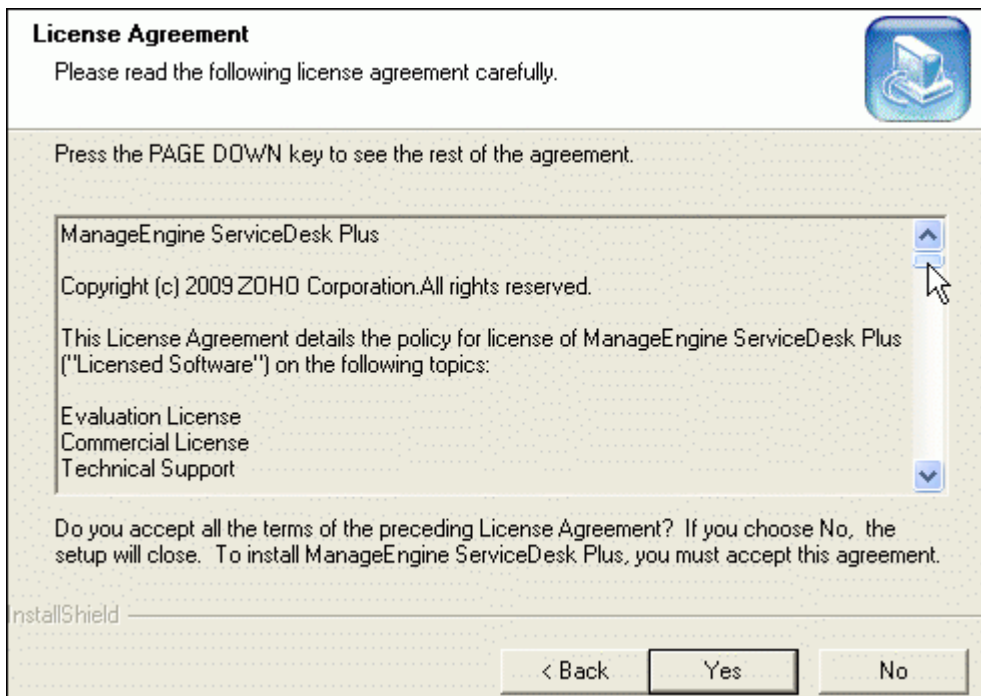 License Agreement
Please read the following license agreement carefully.
Press the PAGE DOWN key to see the rest of the agreement.
ManageEngine ServiceDesk Plus
Copyright (c) 2009 ZOHO Corporation.All rights reserved.
This License Agreement details the policy for license of ManageEngine ServiceDesk Plus
("Licensed Software") on the following topics:
Evaluation License
Commercial License
Technical Support
Do you accept all the terms of the preceding License Agreement?  If you choose No,  the
setup will close.  To install ManageEngine ServiceDesk Plus, you must accept this agreement.
InstallShield
< Back
Yes
No